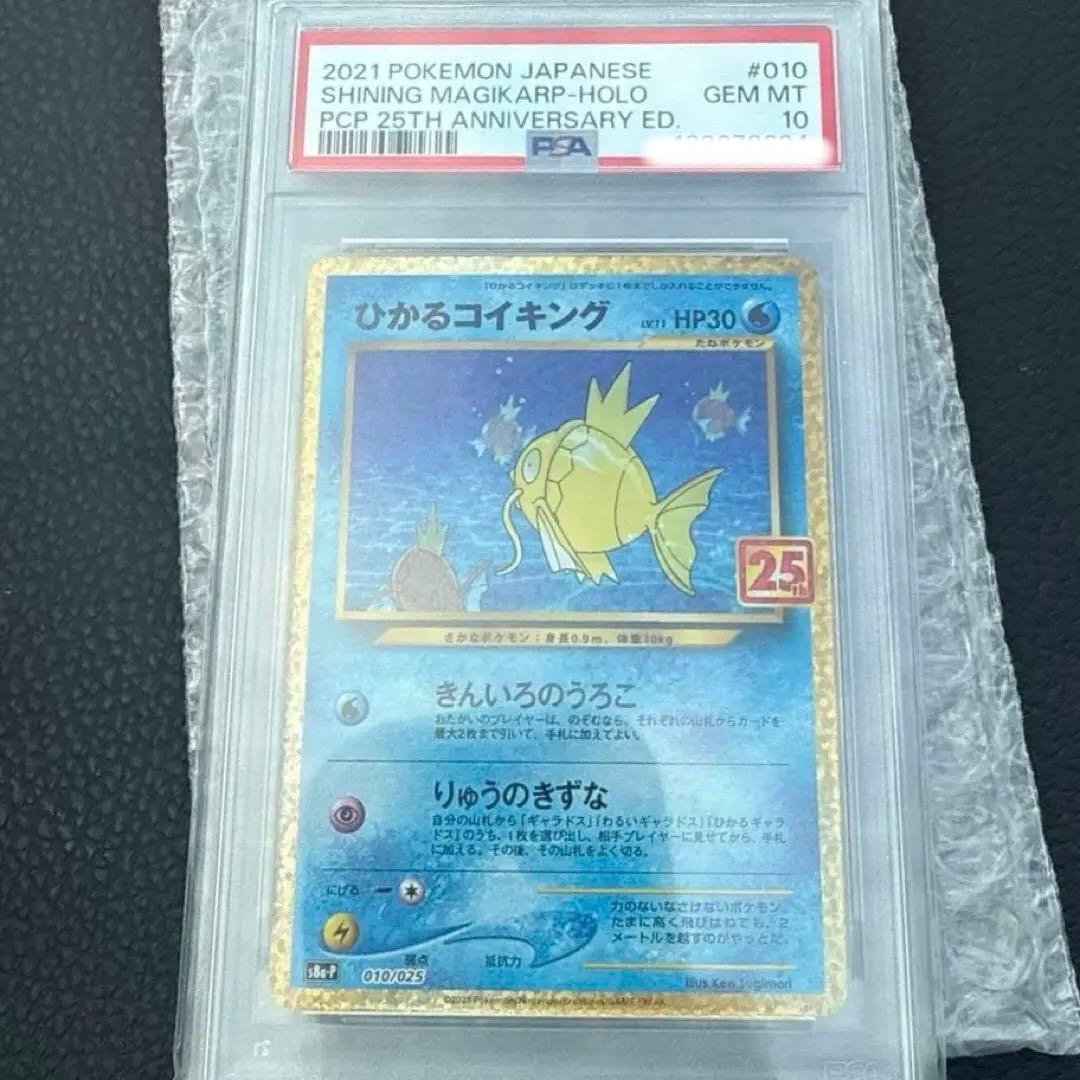 2021 POKEMON JAPANESE #010
SHINING MAGIKARP-HOLO GEM MT
PCP 25TH ANNIVERSARY ED. 10
PSA
「ひかるコイキング」はデッキに1枚までしか入れることができません。
ひかるコイキング LV.11 HP30
たねポケモン
25th
さかなポケモン:身長0.9m、体重10kg
きんいろのうろこ
おたがいのプレイヤーは、のぞむなら、それぞれの山札からカードを
最大2枚まで引いて、手札に加えてよい。
りゅうのきずな
自分の山札から「ギャラドス」「わるいギャラドス」「ひかるギャラ
ドス」のうち、1枚を選び出し、相手プレイヤーに見せてから、手札
に加える。その後、その山札をよく切る。
にげる
力のないなさけないポケモン。
たまに高く飛びはねても、2
メートルを越すのがやっとだ。
弱点 抵抗力
s8a-P 010/025
Illus.Ken Sugimori
©2021 Pokémon/Nintendo/Creatures/GAME FREAK.